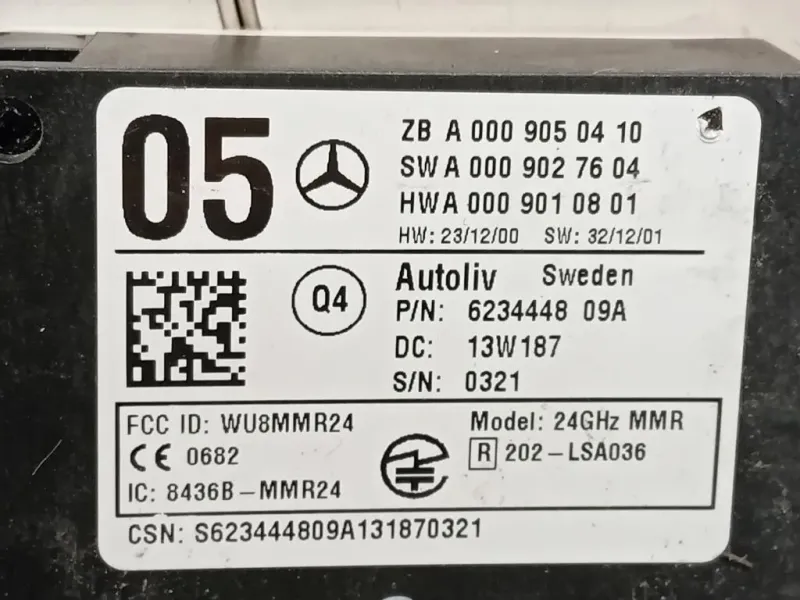 05
ZB A 000 905 04 10
SW A 000 902 76 04
HW A 000 901 08 01
HW: 23/12/00 SW: 32/12/01
Q4
Autoliv Sweden
P/N: 6234448 09A
DC: 13W187
S/N: 0321
FCC ID: WU8MMR24
Model: 24GHz MMR
CE 0682
R 202-LSA036
IC: 8436B-MMR24
CSN: S623444809A131870321